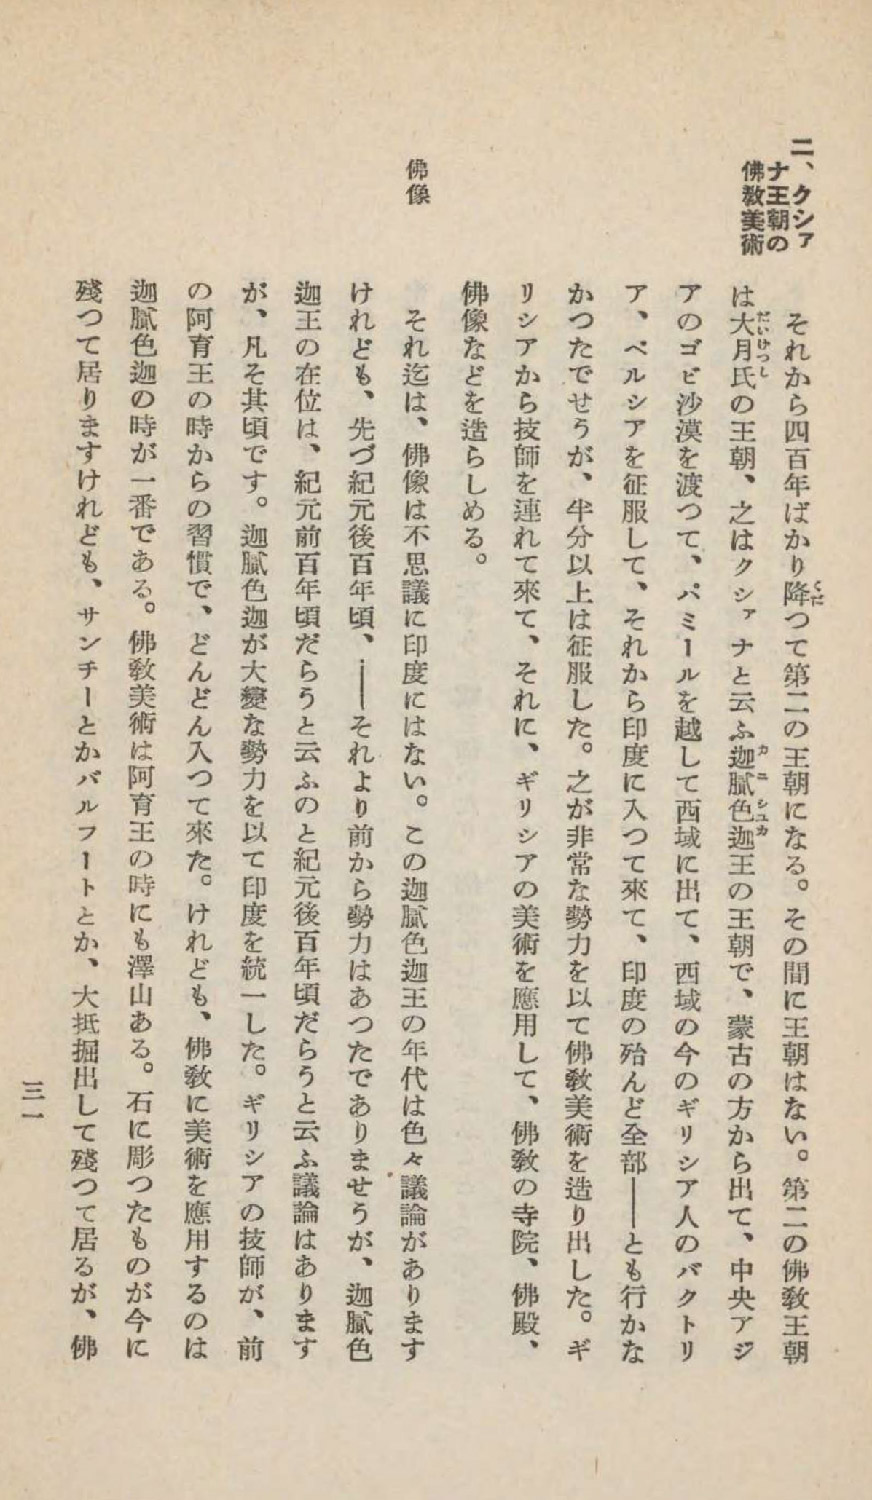 二、クシァ
ナ王朝の
佛敎美術
それから四百年ばかり降つて第二の王朝になる。その間に王朝はない。第二の佛敎王朝
は大月氏の王朝、之はクシァナと云ふ迦膩色迦王の王朝で、蒙古の方から出て、中央アジ
アのゴビ沙漠を渡つて、パミールを越して西域に出て、西域の今のギリシア人のバクトリ
ア、ペルシアを征服して、それから印度に入つて來て、印度の殆んど全部――とも行かな
かつたでせうが、半分以上は征服した。之が非常な勢力を以て佛敎美術を造り出した。ギ
リシアから技師を連れて來て、それに、ギリシアの美術を應用して、佛敎の寺院、佛殿、
佛像などを造らしめる。
佛像
それ迄は、佛像は不思議に印度にはない。この迦膩色迦王の年代は色々議論があります
けれども、先づ紀元後百年頃、――それより前から勢力はあつたでありませうが、迦膩色
迦王の在位は、紀元前百年頃だらうと云ふのと紀元後百年頃だらうと云ふ議論はあります
が、凡そ其頃です。迦膩色迦が大變な勢力を以て印度を統一した。ギリシアの技師が、前
の阿育王の時からの習慣で、どんどん入つて來た。けれども、佛敎に美術を應用するのは
迦膩色迦の時が一番である。佛敎美術は阿育王の時にも澤山ある。石に彫つたものが今に
殘つて居りますけれども、サンチーとかバルフートとか、大抵掘出して殘つて居るが、佛
三一